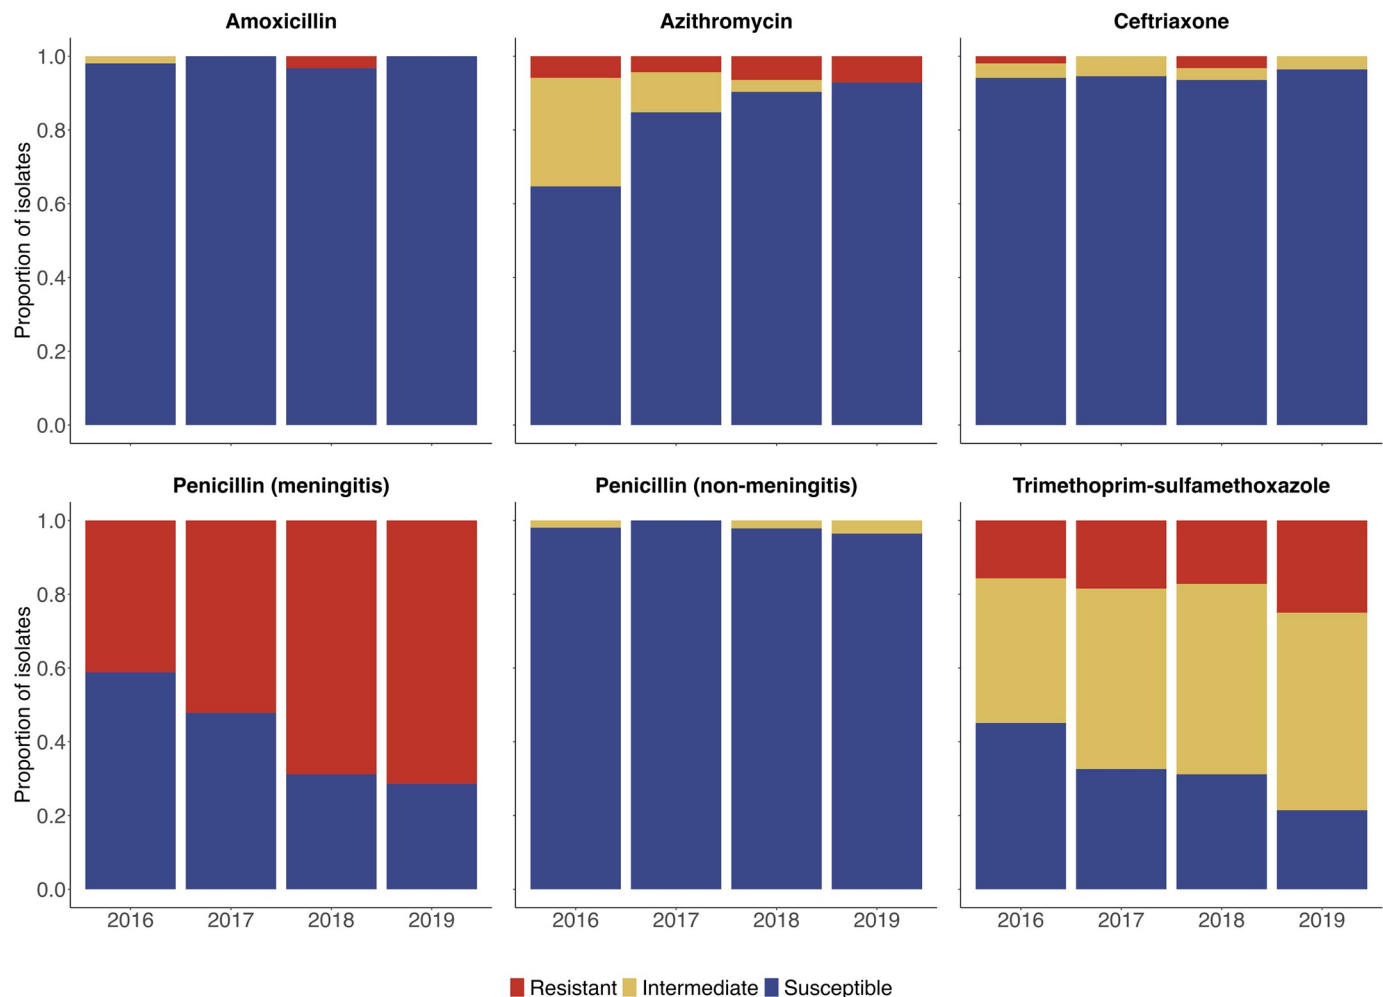 Amoxicillin
Azithromycin
Ceftriaxone
Proportion of isolates
1.0
0.8
0.6
0.4
0.2
0.0
Penicillin (meningitis)
Penicillin (non-meningitis)
Trimethoprim-sulfamethoxazole
Proportion of isolates
1.0
0.8
0.6
0.4
0.2
0.0
2016 2017 2018 2019
2016 2017 2018 2019
2016 2017 2018 2019
Resistant Intermediate Susceptible